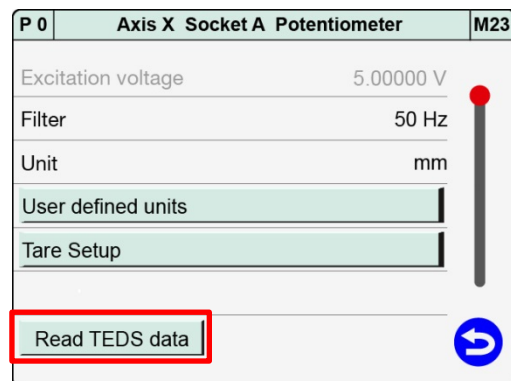 P 0 Axis X Socket A Potentiometer M23
Excitation voltage 5.00000 V
Filter 50 Hz
Unit mm
User defined units
Tare Setup
Read TEDS data